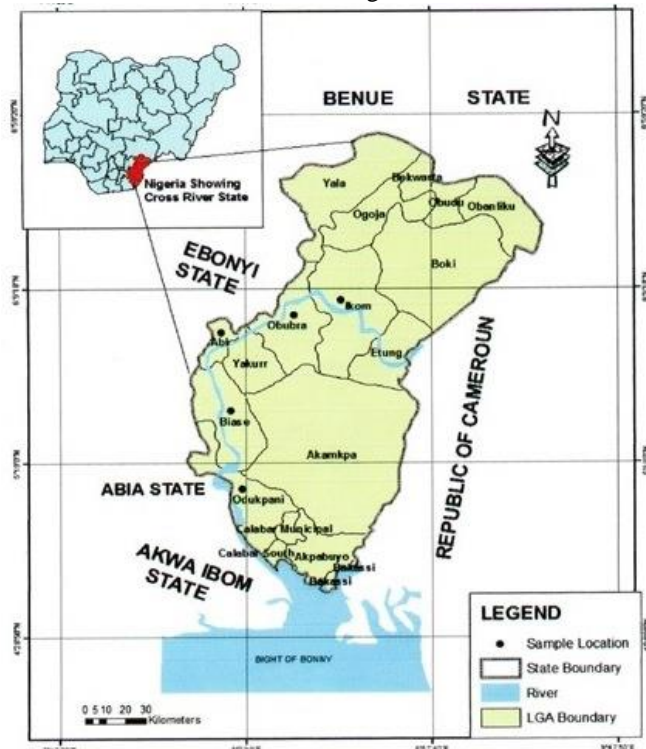 BENUE STATE
N
Nigeria Showing
Cross River State
Yala
Bekwarra
Obudu
Obanliku
Ogoja
Boki
EBONYI
STATE
Ikom
Obubra
Abi
Etung
Yakurr
Biase
Akamkpa
REPUBLIC OF CAMEROUN
ABIA STATE
Odukpani
Calabar Municipal
Calabar South
Akpabuyo
Bakassi
Bakassi
AKWA IBOM
STATE
BIGHT OF BONNY
0 5 10 20 30
Kilometers
LEGEND
Sample Location
State Boundary
River
LGA Boundary